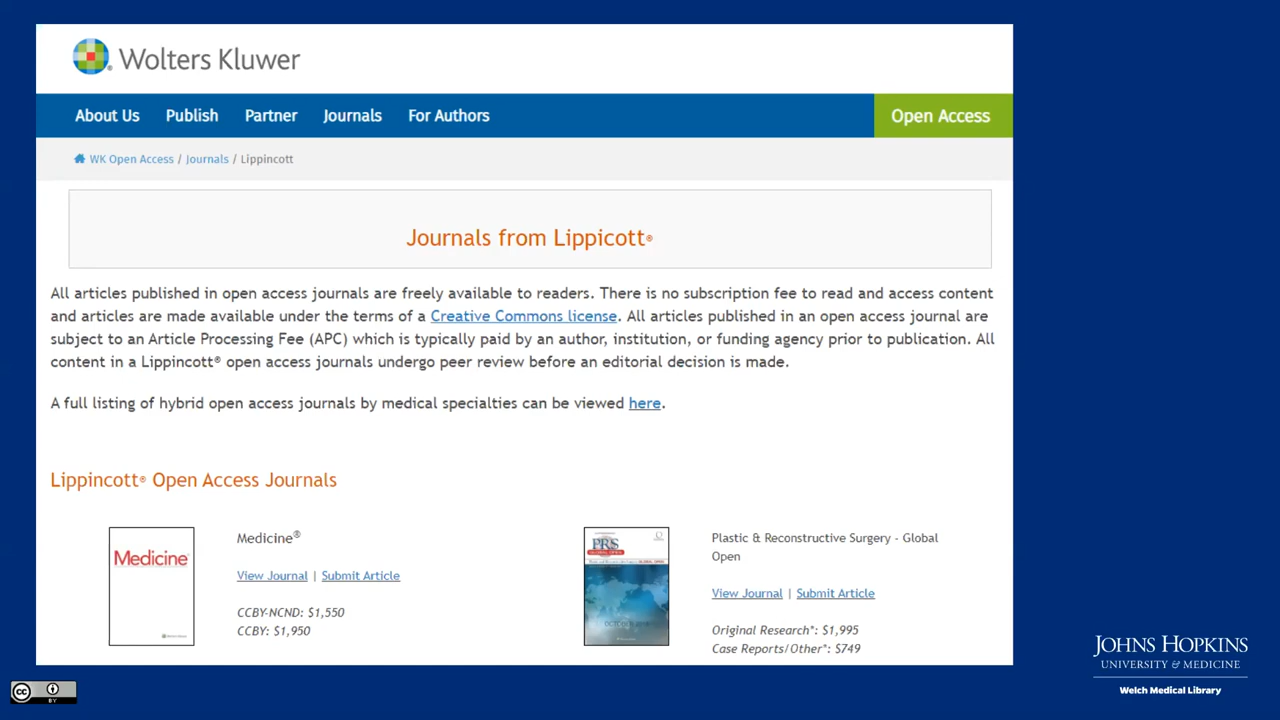 Wolters Kluwer
About Us Publish Partner Journals For Authors Open Access
WK Open Access / Journals / Lippincott
Journals from Lippicott®
All articles published in open access journals are freely available to readers. There is no subscription fee to read and access content
and articles are made available under the terms of a Creative Commons license. All articles published in an open access journal are
subject to an Article Processing Fee (APC) which is typically paid by an author, institution, or funding agency prior to publication. All
content in a Lippincott® open access journals undergo peer review before an editorial decision is made.
A full listing of hybrid open access journals by medical specialties can be viewed here.
Lippincott® Open Access Journals
Medicine
Medicine®
View Journal | Submit Article
CCBY-NCND: $1,550
CCBY: $1,950
PRS
GLOBAL OPEN
Plastic & Reconstructive Surgery - Global
Open
View Journal | Submit Article
Original Research*: $1,995
Case Reports/Other*: $749
JOHNS HOPKINS
UNIVERSITY & MEDICINE
Welch Medical Library
cc
BY